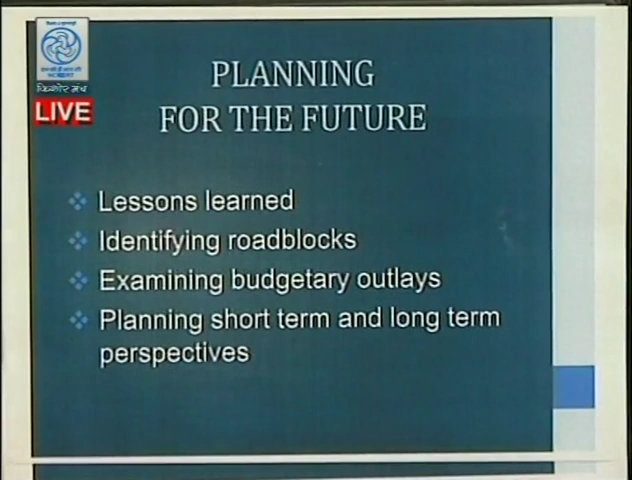 किशोर मंच
LIVE
PLANNING
FOR THE FUTURE
Lessons learned
Identifying roadblocks
Examining budgetary outlays
Planning short term and long term
perspectives